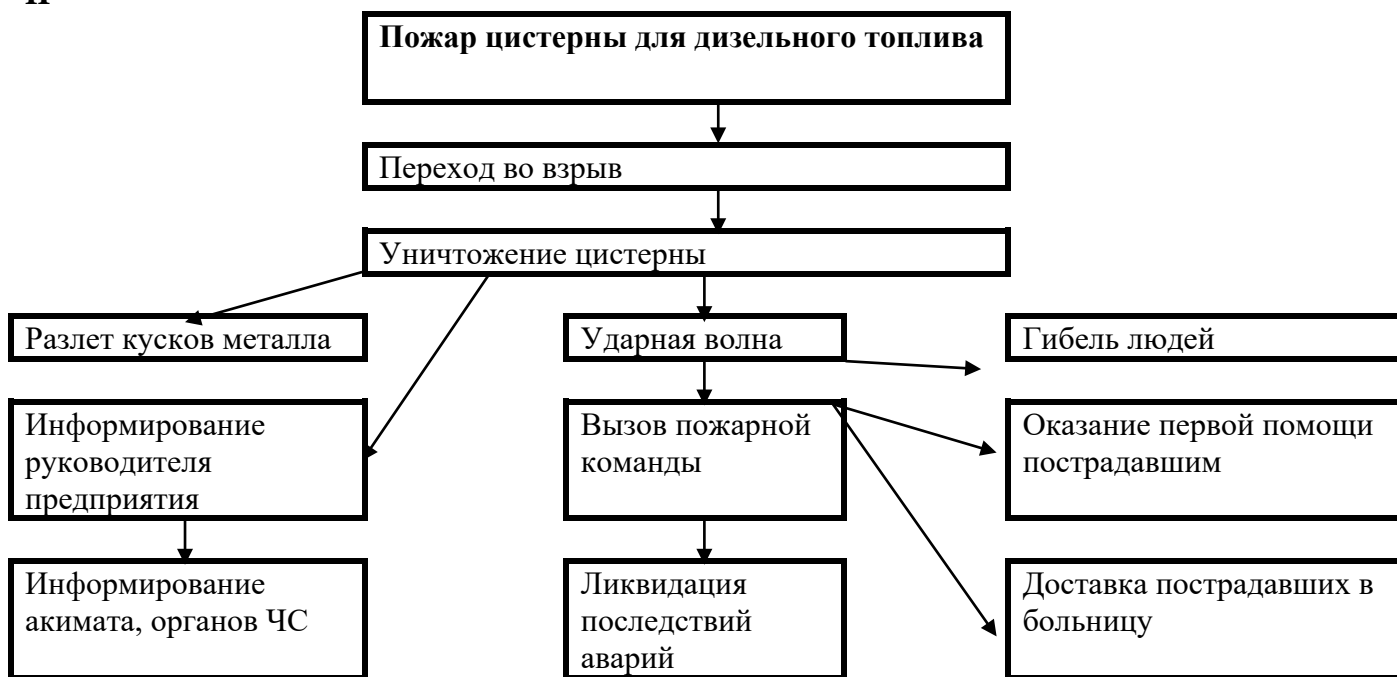 Пожар цистерны для дизельного топлива
Переход во взрыв
Уничтожение цистерны
Разлет кусков металла
Ударная волна
Гибель людей
Информирование
руководителя
предприятия
Вызов пожарной
команды
Оказание первой помощи
пострадавшим
Информирование
акимата, органов ЧС
Ликвидация
последствий
аварий
Доставка пострадавших в
больницу